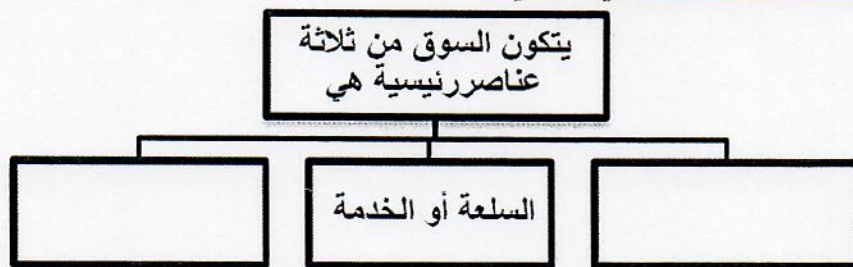 يتكون السوق من ثلاثة
عناصررئيسية هي
السلعة أو الخدمة